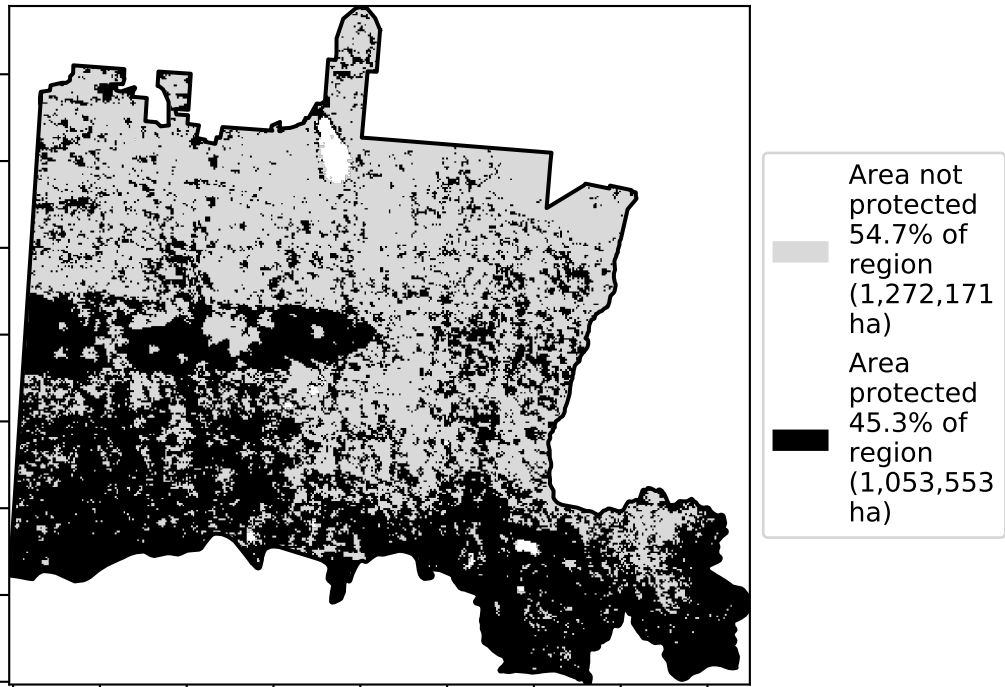 Area not
protected
54.7% of
region
(1,272,171
ha)
Area
protected
45.3% of
region
(1,053,553
ha)